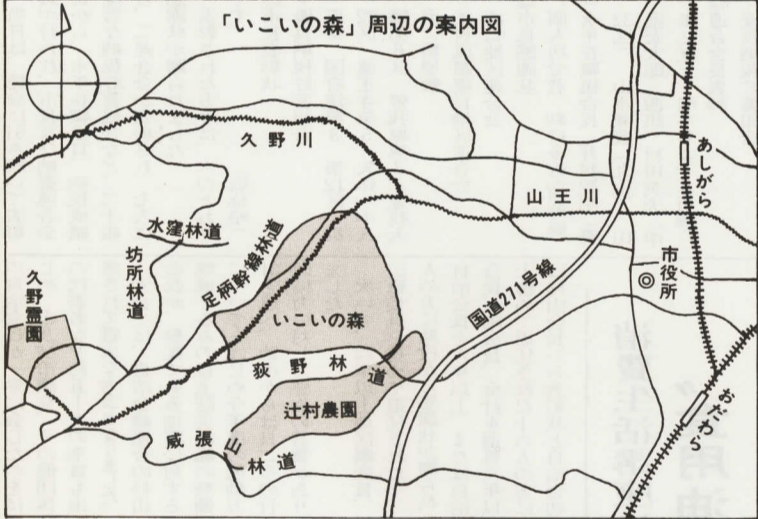 「いこいの森」周辺の案内図
久野川
あしがら
山王川
水窪林道
足柄幹線林道
坊所林道
市役所
久野霊園
国道271号線
いこいの森
荻野林道
辻村農園
おだわら
威張山林道